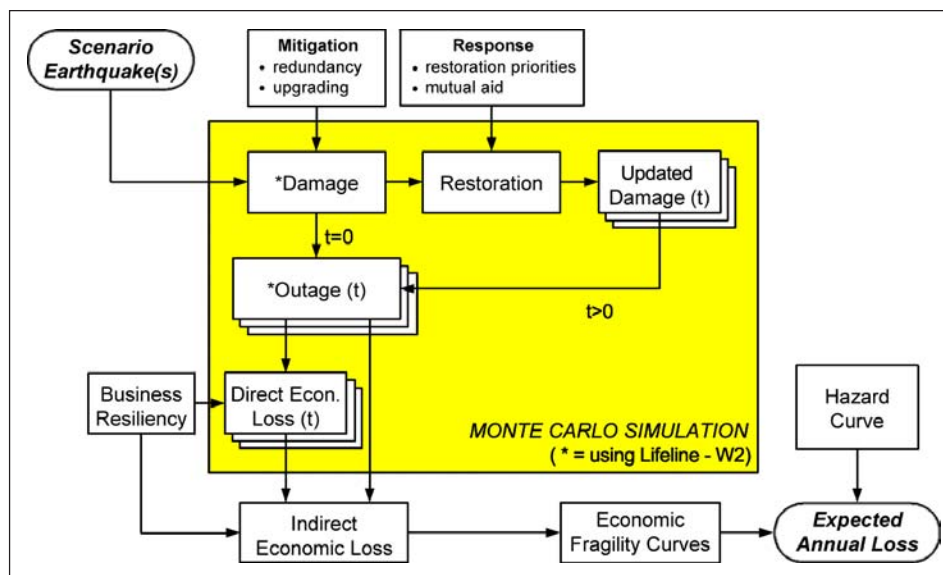 Scenario
Earthquake(s)
Mitigation
• redundancy
• upgrading
Response
• restoration priorities
• mutual aid
*Damage
Restoration
Updated
Damage (t)
t=0
*Outage (t)
t>0
Business
Resiliency
Direct Econ.
Loss (t)
MONTE CARLO SIMULATION
( * = using Lifeline - W2)
Hazard
Curve
Indirect
Economic Loss
Economic
Fragility Curves
Expected
Annual Loss